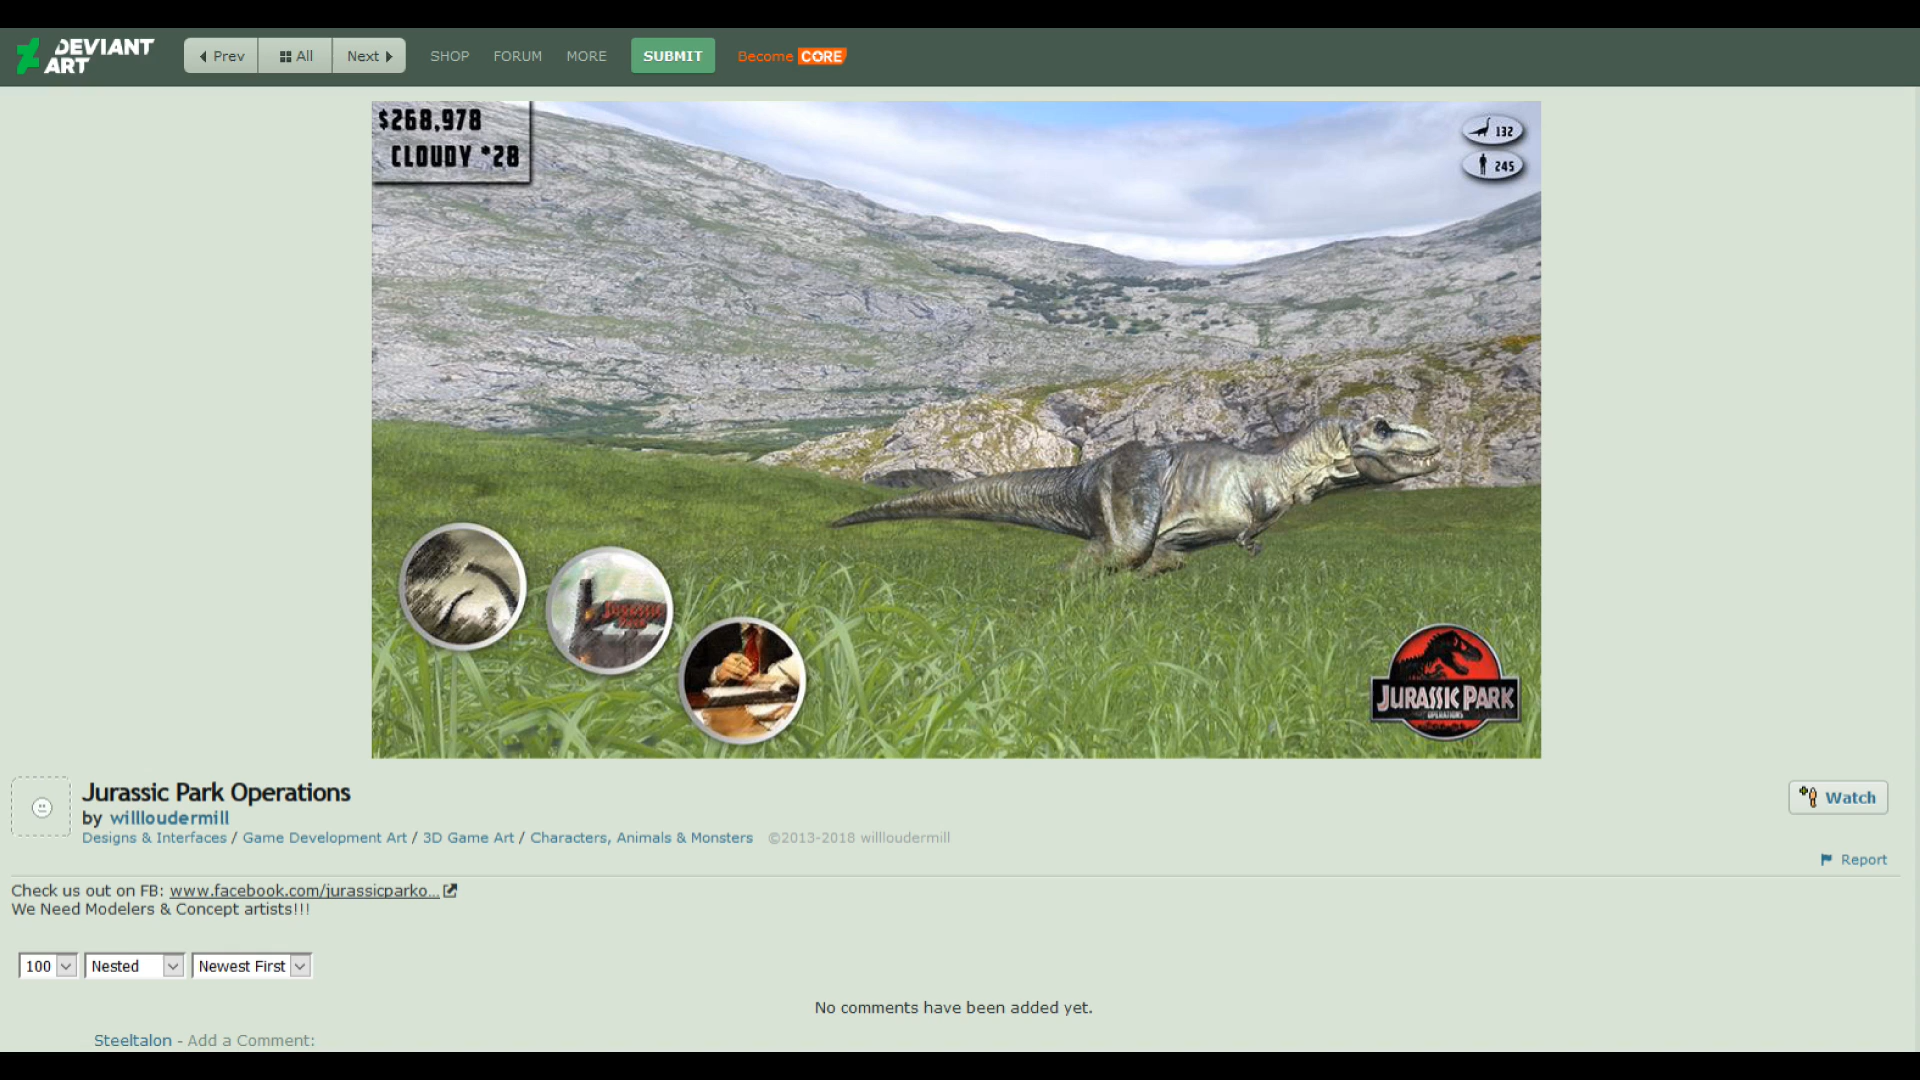 DEVIANT ART
Prev
All
Next
SHOP
FORUM
MORE
SUBMIT
Become CORE
$268,978
CLOUDY *28
132
245
JURASSIC PARK
JURASSIC PARK
OPERATIONS
Jurassic Park Operations
by willloudermill
Designs & Interfaces / Game Development Art / 3D Game Art / Characters, Animals & Monsters ©2013-2018 willloudermill
Watch
Report
Check us out on FB: www.facebook.com/jurassicparko...
We Need Modelers & Concept artists!!!
100
Nested
Newest First
No comments have been added yet.
Steeltalon - Add a Comment: